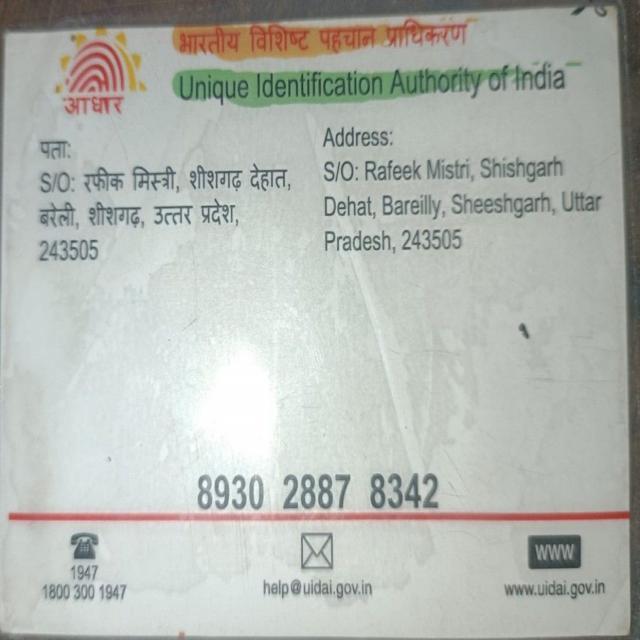 भारतीय विशिष्ट पहचान प्राधिकरण
Unique Identification Authority of India
आधार
पता:
S/O: रफीक मिस्त्री, शीशगढ़ देहात,
बरेली, शीशगढ़, उत्तर प्रदेश,
243505
Address:
S/O: Rafeek Mistri, Shishgarh
Dehat, Bareilly, Sheeshgarh, Uttar
Pradesh, 243505
8930 2887 8342
1947
1800 300 1947
help@uidai.gov.in
WWW
www.uidai.gov.in